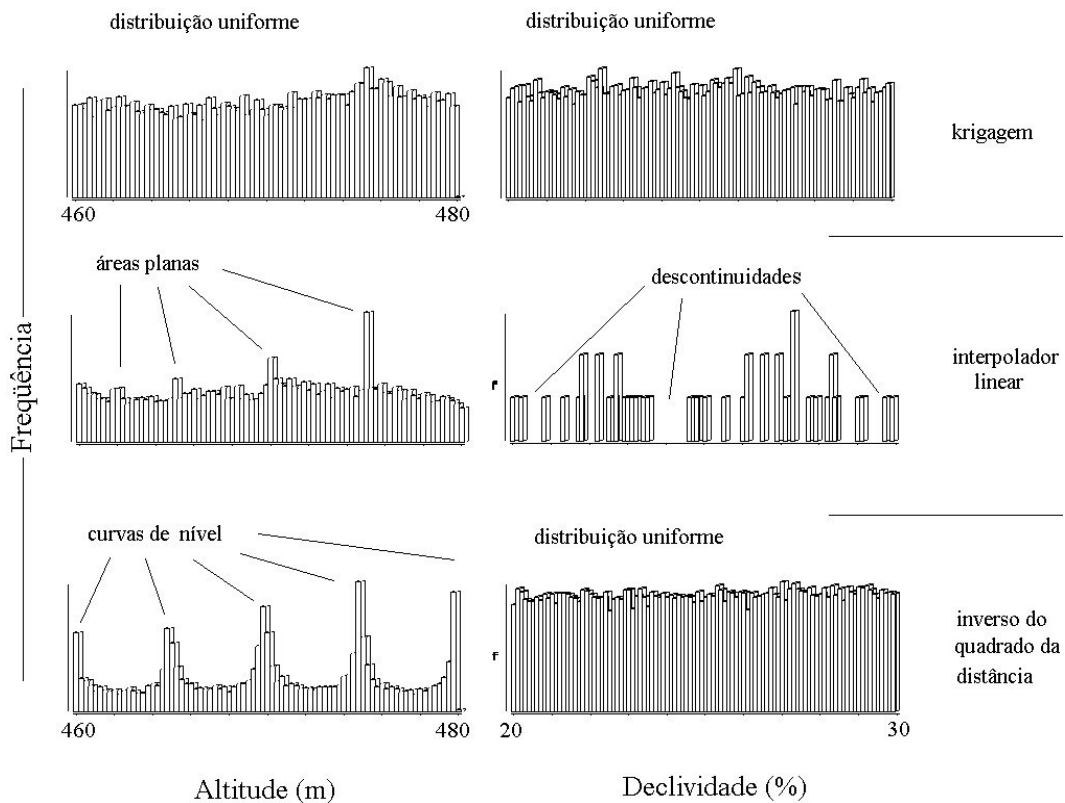 distribuição uniforme
distribuição uniforme
krigagem
460
480
áreas planas
descontinuidades
Freqüência
f
interpolador
linear
curvas de nível
distribuição uniforme
f
inverso do
quadrado da
distância
460
480
20
30
Altitude (m)
Declividade (%)